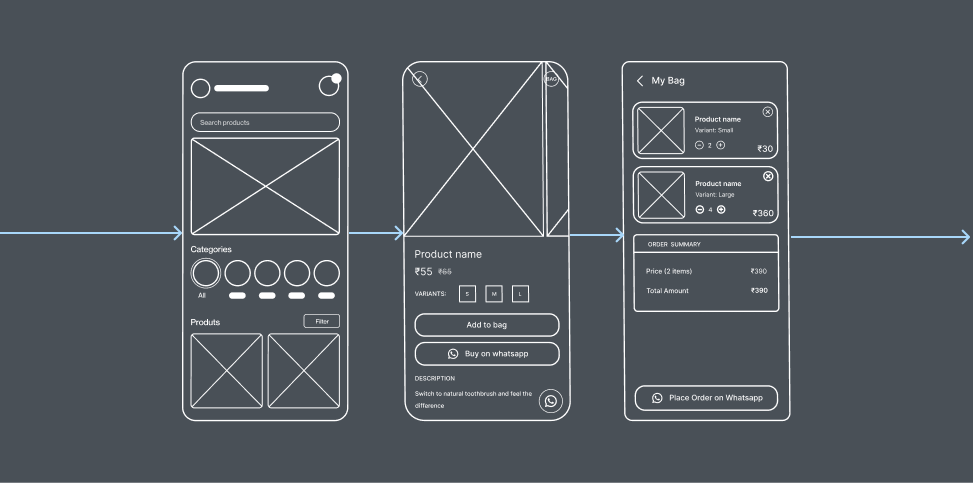 Search products
Categories
All
Produts
Filter
BAG
Product name
₹55 ₹65
VARIANTS: S M L
Add to bag
Buy on whatsapp
DESCRIPTION
Switch to natural toothbrush and feel the
difference
My Bag
Product name
Variant: Small
2
₹30
Product name
Variant: Large
4
₹360
ORDER SUMMARY
Price (2 items) ₹390
Total Amount ₹390
Place Order on Whatsapp